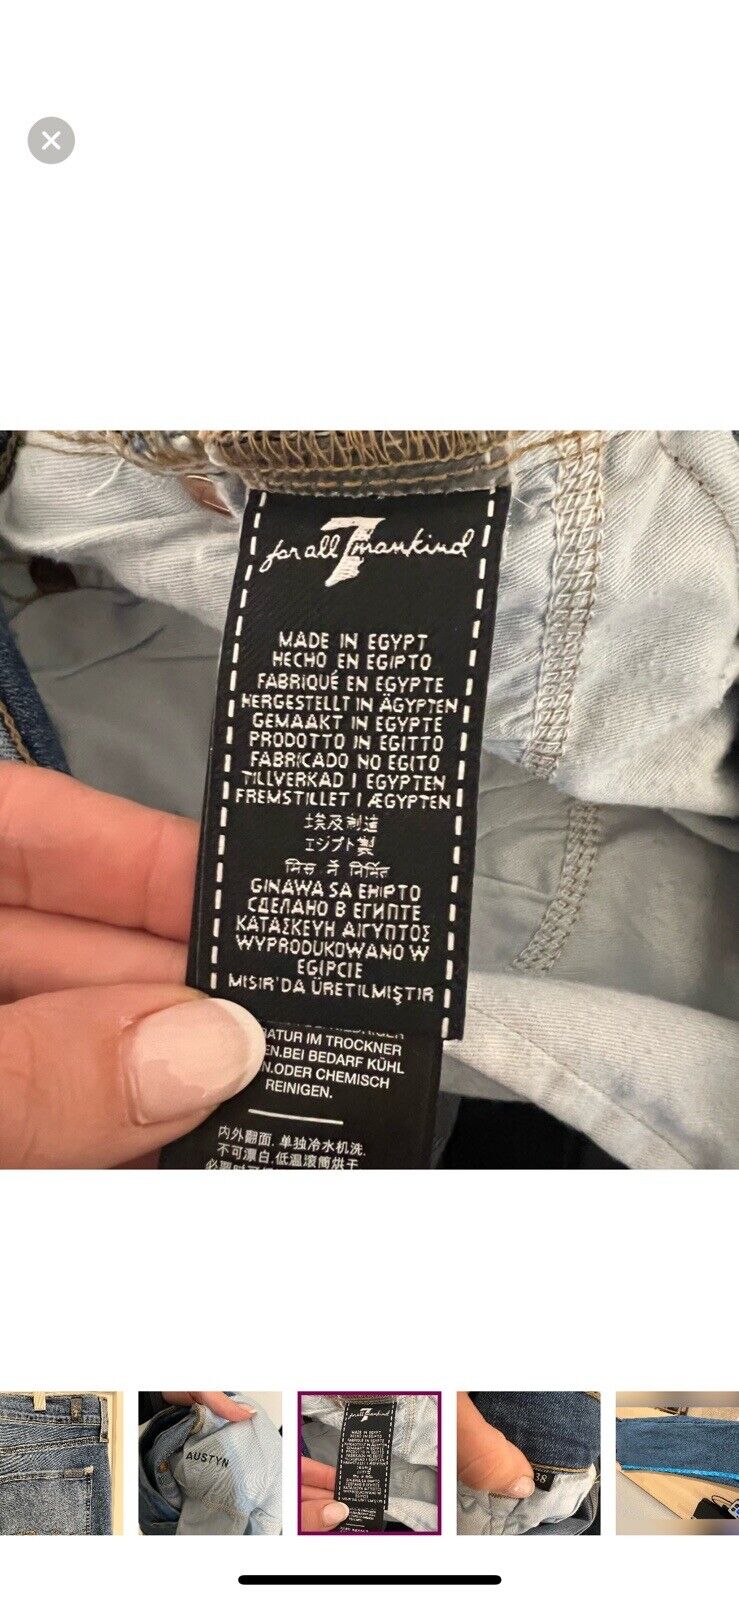 for all 7 mankind
MADE IN EGYPT
HECHO EN EGIPTO
FABRIQUÉ EN EGYPTE
HERGESTELLT IN ÄGYPTEN
GEMAAKT IN EGYPTE
PRODOTTO IN EGITTO
FABRICADO NO EGITO
TILLVERKAD I EGYPTEN
FREMSTILLET I ÆGYPTEN
埃及制造
エジプト製
मिस्र में निर्मित
GINAWA SA EHIPTO
СДЕЛАНО В ЕГИПТЕ
ΚΑΤΑΣΚΕΥΗ ΑΙΓΥΠΤΟΣ
WYPRODUKOWANO W
EGIPCIE
MISIR'DA ÜRETILMIŞTIR
ATUR IM TROCKNER
EN.BEI BEDARF KÜHL
N.ODER CHEMISCH
REINIGEN.
内外翻面. 单独冷水机洗.
不可漂白.低温滚筒烘干
AUSTYN
38